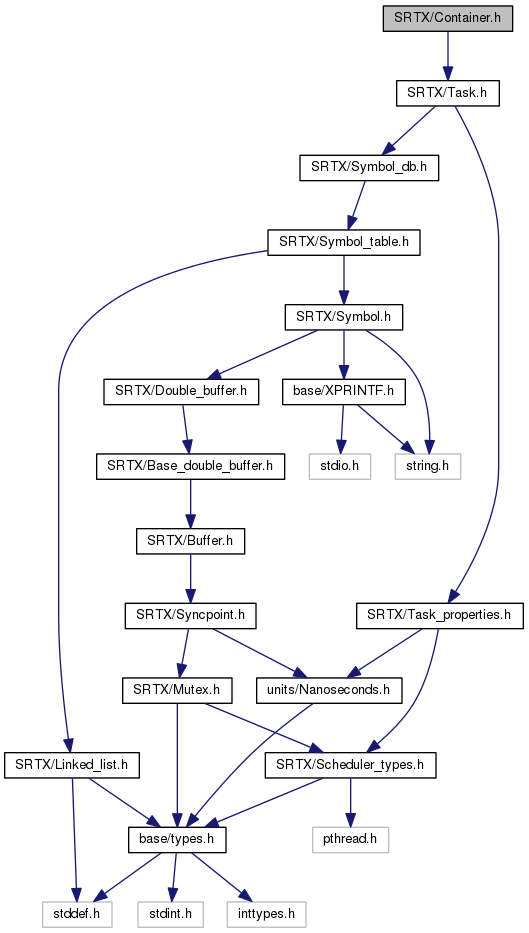 SRTX/Container.h
SRTX/Task.h
SRTX/Symbol_db.h
SRTX/Symbol_table.h
SRTX/Symbol.h
SRTX/Double_buffer.h
base/XPRINTF.h
SRTX/Base_double_buffer.h
stdio.h
string.h
SRTX/Buffer.h
SRTX/Syncpoint.h
SRTX/Task_properties.h
SRTX/Mutex.h
units/Nanoseconds.h
SRTX/Linked_list.h
SRTX/Scheduler_types.h
base/types.h
pthread.h
stddef.h
stdint.h
inttypes.h